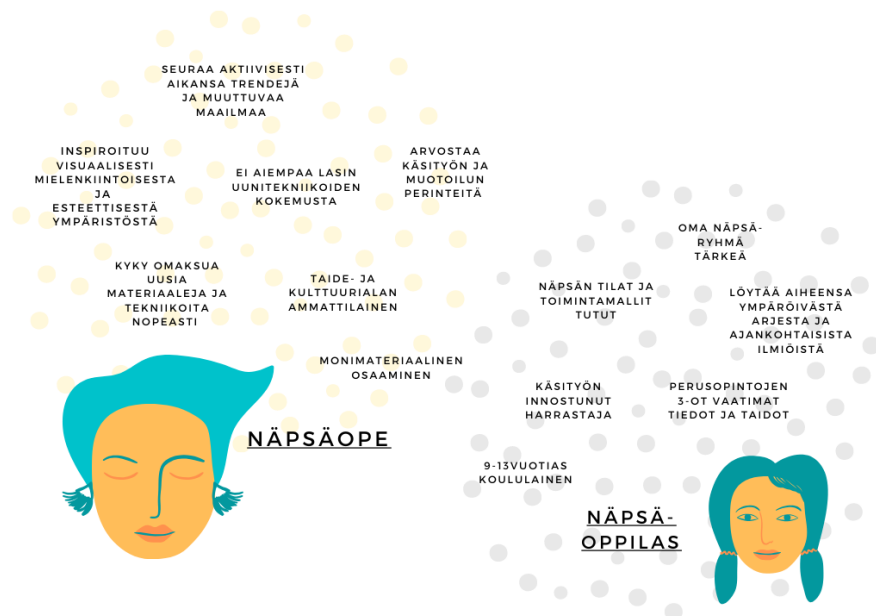 SEURAA AKTIIVISESTI
AIKANSA TRENDEJÄ
JA MUUTTUVAA
MAAILMAA
INSPIROITUU
VISUAALISESTI
MIELENKIINTOISESTA
JA
ESTEETTISESTÄ
YMPÄRISTÖSTÄ
EI AIEMPAA LASIN
UUNITEKNIIKOIDEN
KOKEMUSTA
ARVOSTAA
KÄSITYÖN JA
MUOTOILUN
PERINTEITÄ
KYKY OMAKSUA
UUSIA
MATERIAALEJA JA
TEKNIIKOITA
NOPEASTI
TAIDE- JA
KULTTUURIALAN
AMMATTILAINEN
MONIMATERIAALINEN
OSAAMINEN
NÄPSÄOPE
OMA NÄPSÄ-
RYHMÄ
TÄRKEÄ
NÄPSÄN TILAT JA
TOIMINTAMALLIT
TUTUT
LÖYTÄÄ AIHEENSA
YMPÄRÖIVÄSTÄ
ARJESTA JA
AJANKOHTAISISTA
ILMIÖISTÄ
KÄSITYÖN
INNOSTUNUT
HARRASTAJA
PERUSOPINTOJEN
3-OT VAATIMAT
TIEDOT JA TAIDOT
9-13VUOTIAS
KOULULAINEN
NÄPSÄ-
OPPILAS